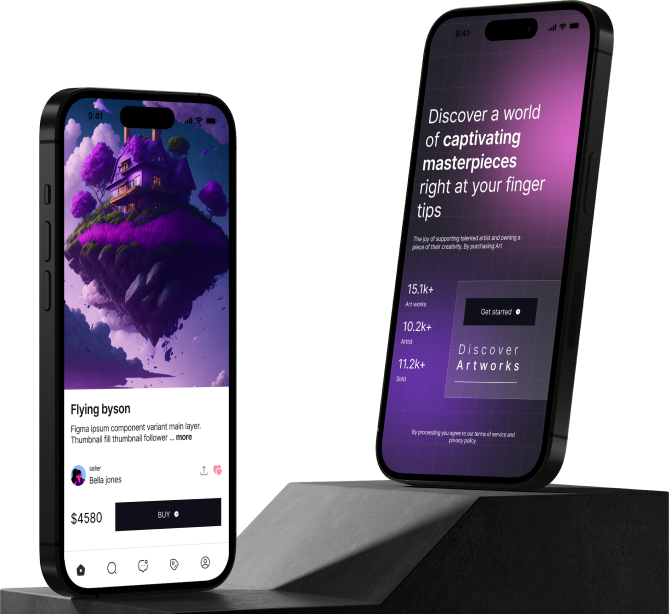 9:41
Flying byson
Figma ipsum component variant main layer.
Thumbnail fill thumbnail follower ... more
seler
Bella jones
$4580
BUY
9:41
Discover a world
of captivating
masterpieces
right at your finger
tips
The joy of supporting talented artist and owning a
piece of their creativity. By purchasing Art
15.1k+
Art works
10.2k+
Artist
11.2k+
Sold
Get started
Discover
Artworks
By proceeding you agree to our terms of service and
privacy policy